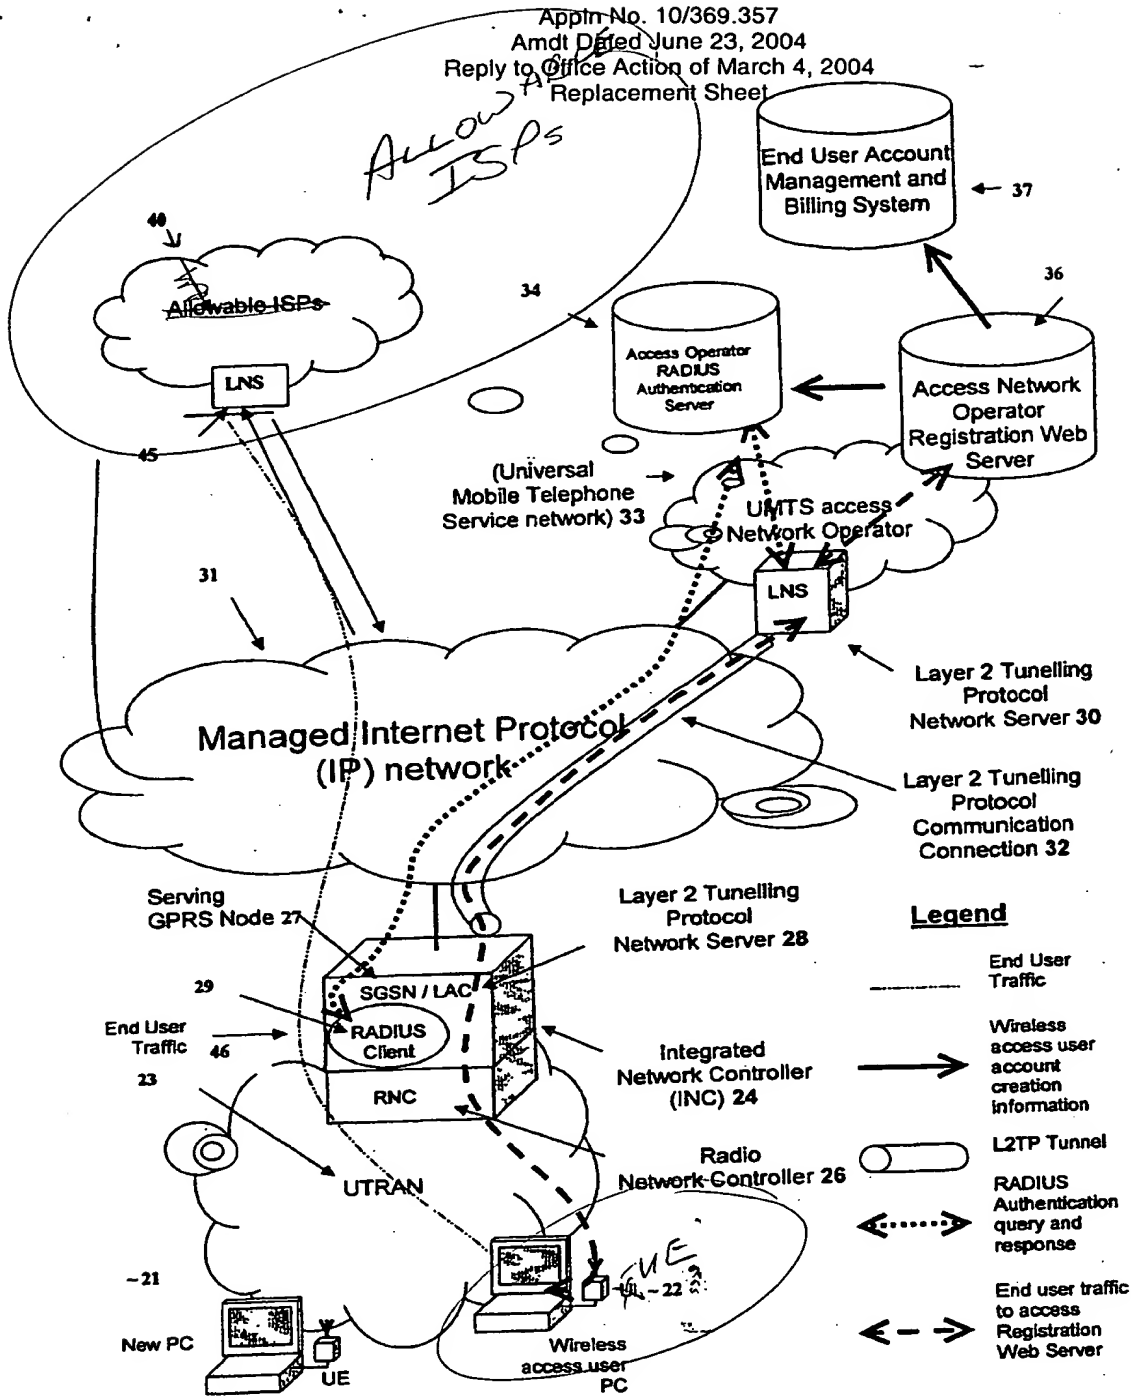 Appln No. 10/369.357
Amdt Dated June 23, 2004
Reply to Office Action of March 4, 2004
Replacement Sheet
ALLOWABLE
ISPs
End User Account
Management and
Billing System
37
40
Allowable ISPs
LNS
45
34
Access Operator
RADIUS
Authentication
Server
36
Access Network
Operator
Registration Web
Server
(Universal
Mobile Telephone
Service network) 33
UMTS access
Network Operator
LNS
31
Layer 2 Tunelling
Protocol
Network Server 30
Managed Internet Protocol
(IP) network
Layer 2 Tunelling
Protocol
Communication
Connection 32
Serving
GPRS Node 27
Layer 2 Tunelling
Protocol
Network Server 28
29
SGSN / LAC
RADIUS
Client
RNC
End User
Traffic 46
23
Integrated
Network Controller
(INC) 24
Radio
Network Controller 26
UTRAN
~21
New PC
UE
UE
~22
Wireless
access user
PC
Legend
End User
Traffic
Wireless
access user
account
creation
information
L2TP Tunnel
RADIUS
Authentication
query and
response
End user traffic
to access
Registration
Web Server